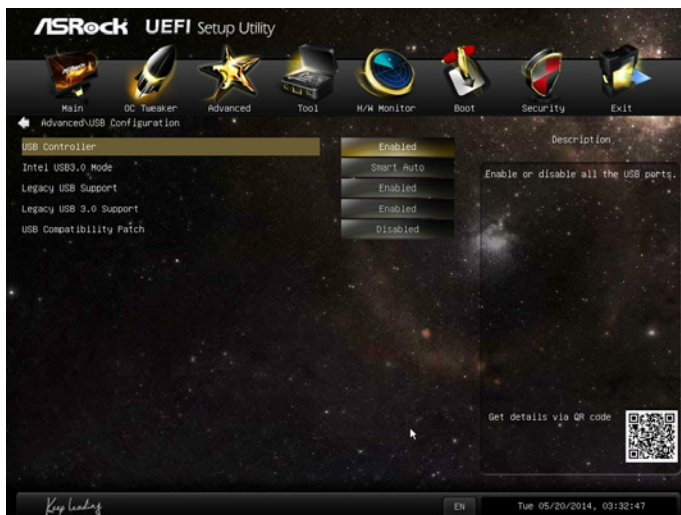 ASRock UEFI Setup Utility
Main OC Tweaker Advanced Tool H/W Monitor Boot Security Exit
Advanced\USB Configuration
Description
USB Controller Enabled
Intel USB3.0 Mode Smart Auto
Enable or disable all the USB ports.
Legacy USB Support Enabled
Legacy USB 3.0 Support Enabled
USB Compatibility Patch Disabled
Get details via QR code
Keep Leading
EN Tue 05/20/2014, 03:32:47